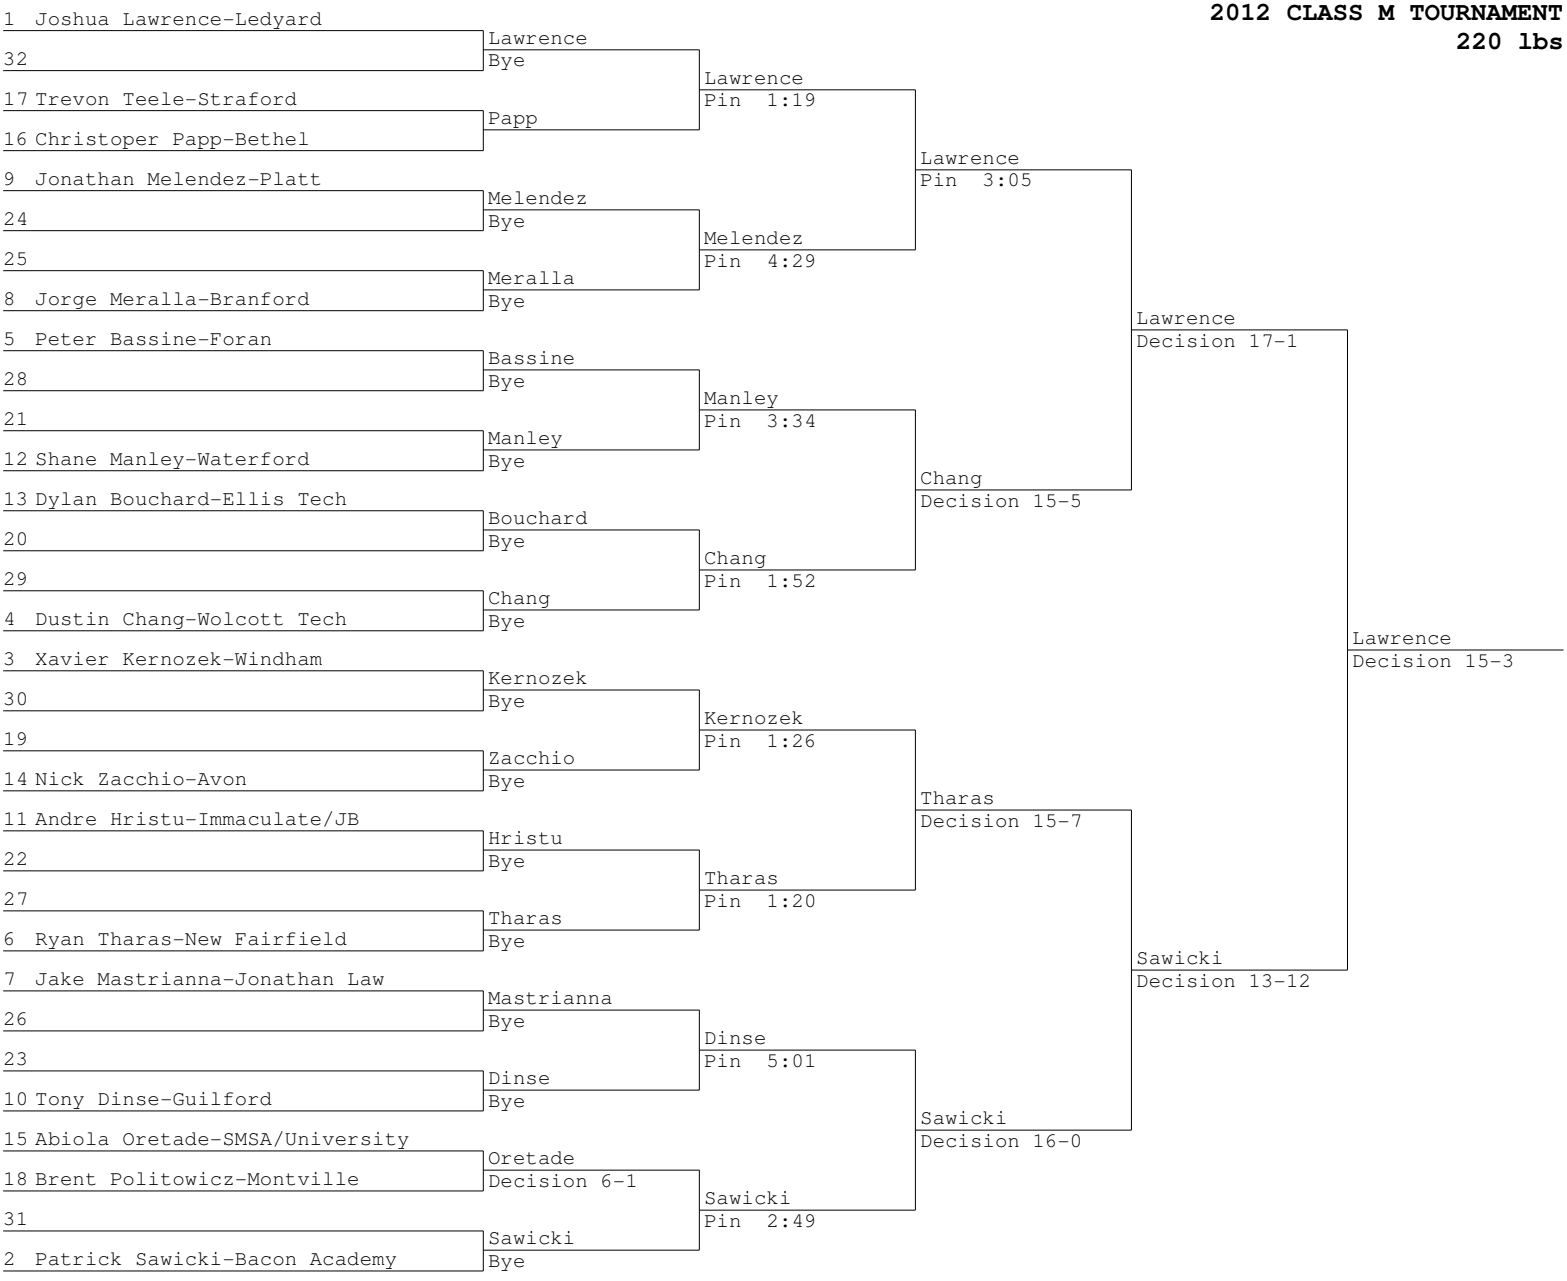 2012 CLASS M TOURNAMENT
220 lbs
1 Joshua Lawrence-Ledyard
32
17 Trevon Teele-Straford
16 Christoper Papp-Bethel
9 Jonathan Melendez-Platt
24
25
8 Jorge Meralla-Branford
5 Peter Bassine-Foran
28
21
12 Shane Manley-Waterford
13 Dylan Bouchard-Ellis Tech
20
29
4 Dustin Chang-Wolcott Tech
3 Xavier Kernozek-Windham
30
19
14 Nick Zacchio-Avon
11 Andre Hristu-Immaculate/JB
22
27
6 Ryan Tharas-New Fairfield
7 Jake Mastrianna-Jonathan Law
26
23
10 Tony Dinse-Guilford
15 Abiola Oretade-SMSA/University
18 Brent Politowicz-Montville
31
2 Patrick Sawicki-Bacon Academy
Lawrence
Bye
Papp
Melendez
Bye
Meralla
Bye
Bassine
Bye
Manley
Bye
Bouchard
Bye
Chang
Bye
Kernozek
Bye
Zacchio
Bye
Hristu
Bye
Tharas
Bye
Mastrianna
Bye
Dinse
Bye
Oretade
Decision 6-1
Sawicki
Bye
Lawrence
Pin 1:19
Melendez
Pin 4:29
Manley
Pin 3:34
Chang
Pin 1:52
Kernozek
Pin 1:26
Tharas
Pin 1:20
Dinse
Pin 5:01
Sawicki
Pin 2:49
Lawrence
Pin 3:05
Chang
Decision 15-5
Tharas
Decision 15-7
Sawicki
Decision 16-0
Lawrence
Decision 17-1
Sawicki
Decision 13-12
Lawrence
Decision 15-3